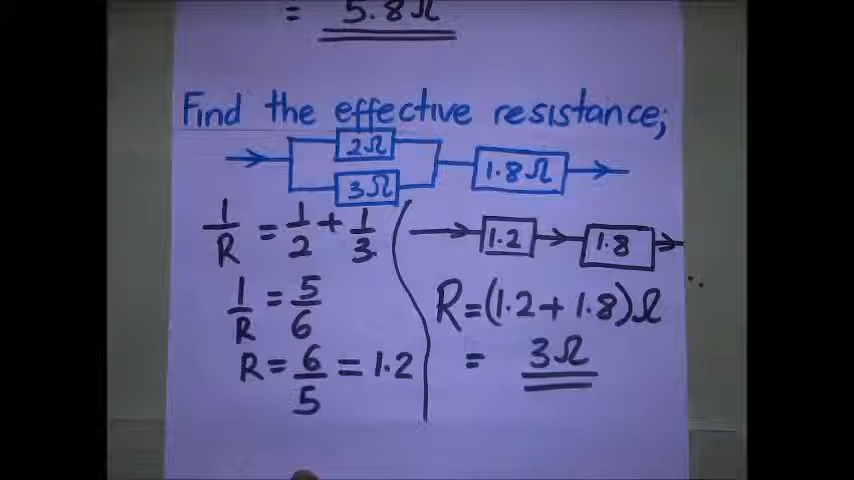 = 5.8Ω
Find the effective resistance;
2Ω
3Ω
1.8Ω
1/R = 1/2 + 1/3
1/R = 5/6
R = 6/5 = 1.2
1.2 1.8
R = (1.2 + 1.8)Ω
= 3Ω